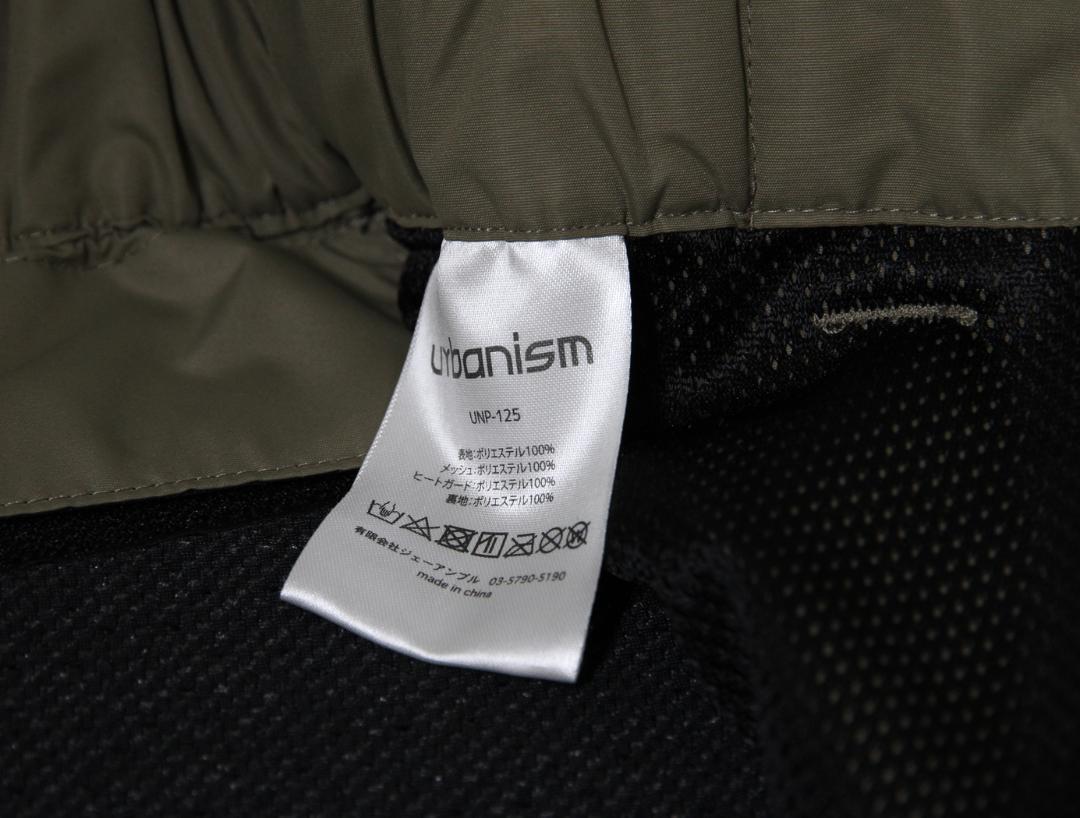 urbanism
UNP-125
表地:ポリエステル100%
メッシュ:ポリエステル100%
ヒートガード:ポリエステル100%
裏地:ポリエステル100%
有限会社ジェーアンブル 03-5790-5190
made in china